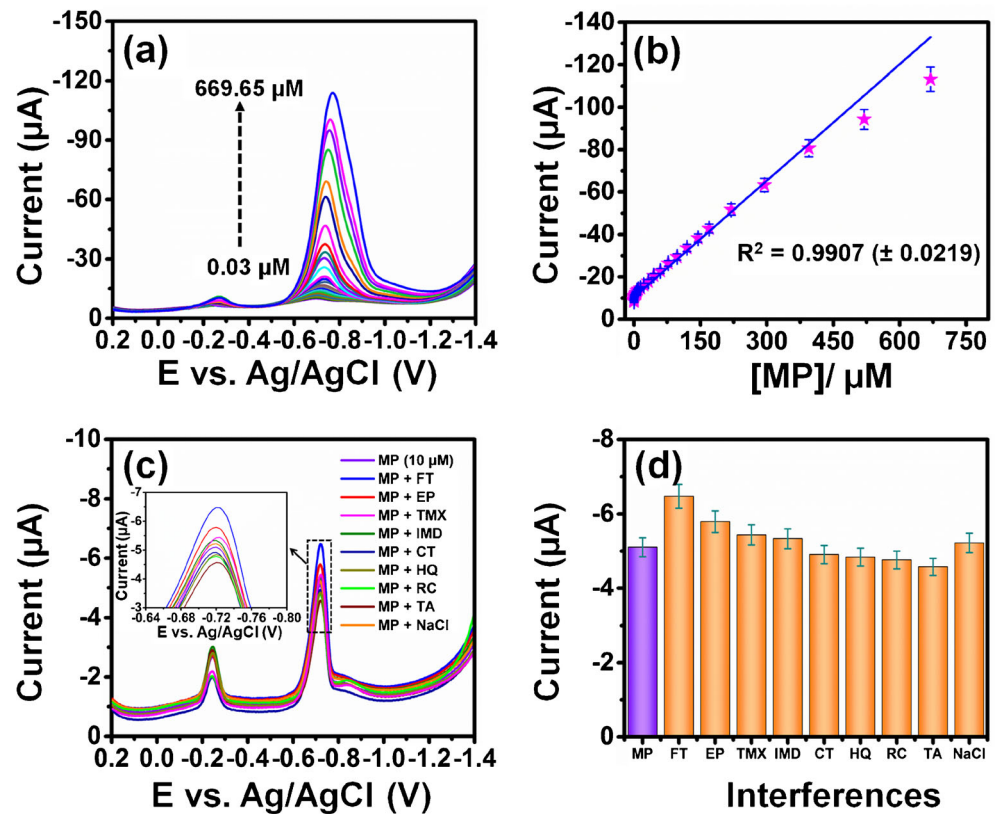 (a)
669.65 µM
0.03 µM
-150
-120
-90
-60
-30
0
Current (µA)
0.2 0.0 -0.2 -0.4 -0.6 -0.8 -1.0 -1.2 -1.4
E vs. Ag/AgCl (V)
(b)
R² = 0.9907 (± 0.0219)
-140
-120
-100
-80
-60
-40
-20
0
Current (µA)
0 150 300 450 600 750
[MP]/ µM
(c)
MP (10 µM)
MP + FT
MP + EP
MP + TMX
MP + IMD
MP + CT
MP + HQ
MP + RC
MP + TA
MP + NaCl
-7
-6
-5
-4
-3
Current (µA)
-0.64 -0.68 -0.72 -0.76 -0.80
E vs. Ag/AgCl (V)
-10
-8
-6
-4
-2
0
Current (µA)
0.2 0.0 -0.2 -0.4 -0.6 -0.8 -1.0 -1.2 -1.4
E vs. Ag/AgCl (V)
(d)
-8
-6
-4
-2
0
Current (µA)
MP FT EP TMX IMD CT HQ RC TA NaCl
Interferences